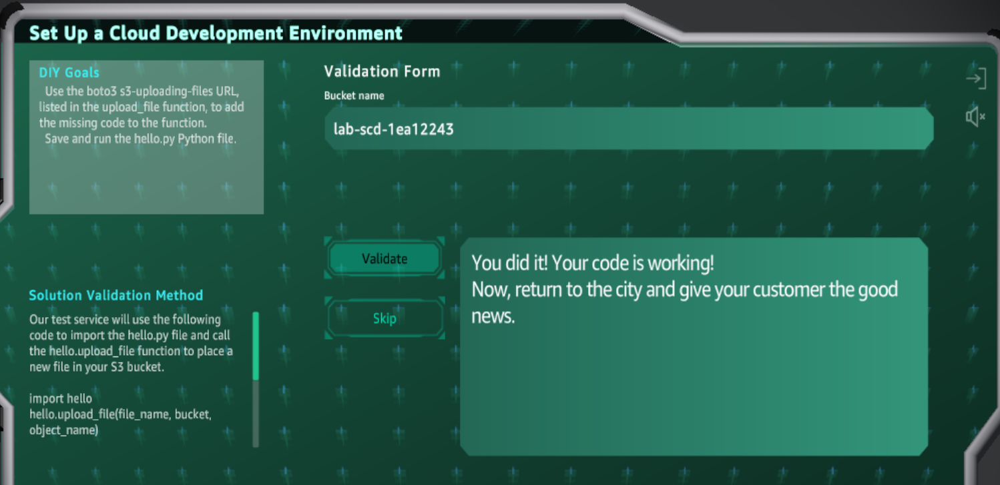 Set Up a Cloud Development Environment
DIY Goals
Use the boto3 s3-uploading-files URL,
listed in the upload_file function, to add
the missing code to the function.
Save and run the hello.py Python file.
Solution Validation Method
Our test service will use the following
code to import the hello.py file and call
the hello.upload_file function to place a
new file in your S3 bucket.
import hello
hello.upload_file(file_name, bucket,
object_name)
Validation Form
Bucket name
lab-scd-1ea12243
Validate
Skip
You did it! Your code is working!
Now, return to the city and give your customer the good
news.